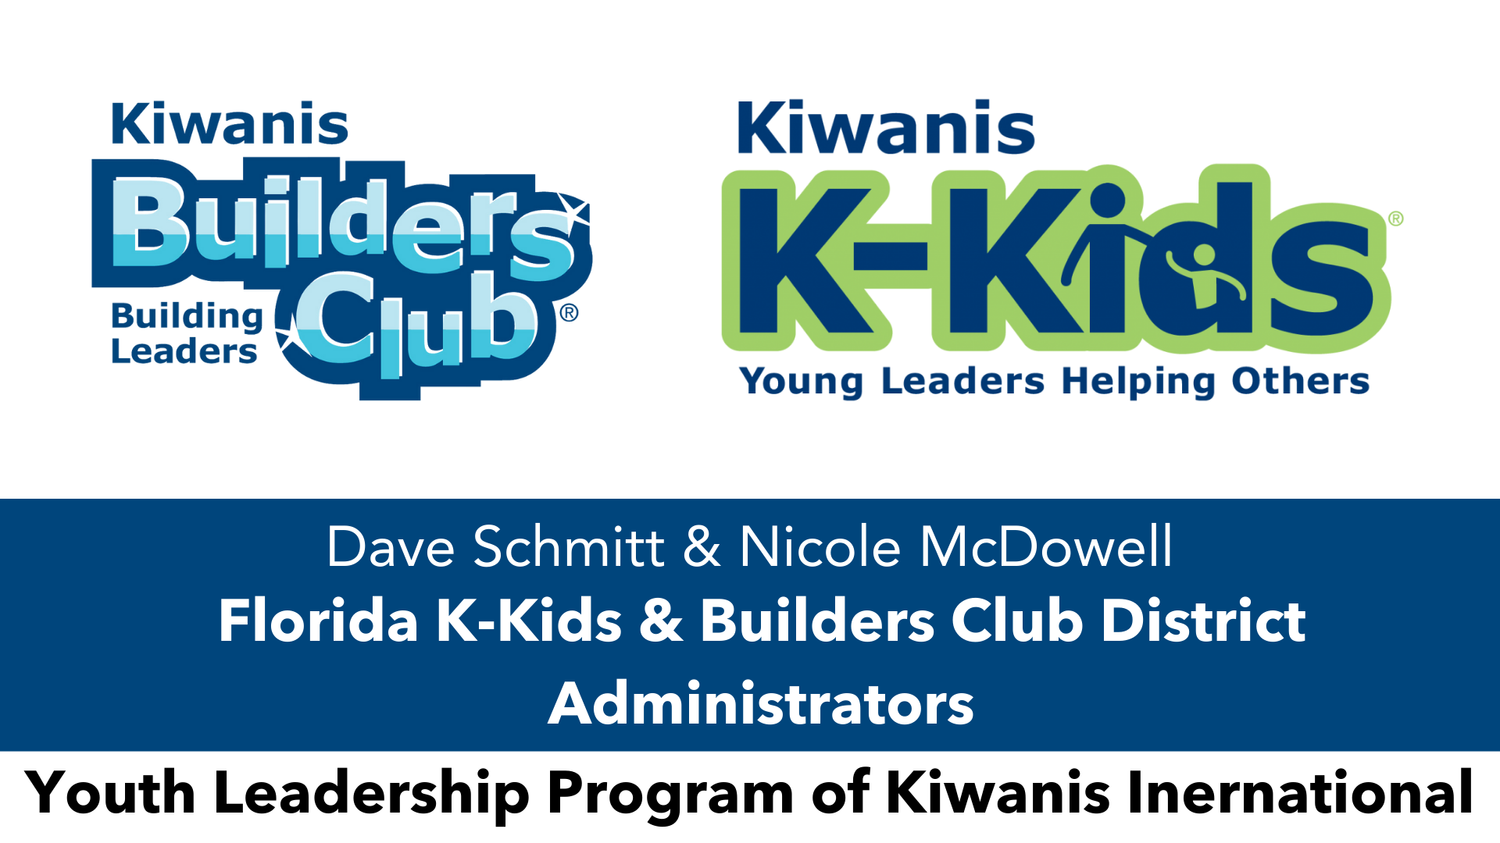 Kiwanis
Builders
Club®
Building
Leaders
Kiwanis
K-Kids®
Young Leaders Helping Others
Dave Schmitt & Nicole McDowell
Florida K-Kids & Builders Club District
Administrators
Youth Leadership Program of Kiwanis Inernational